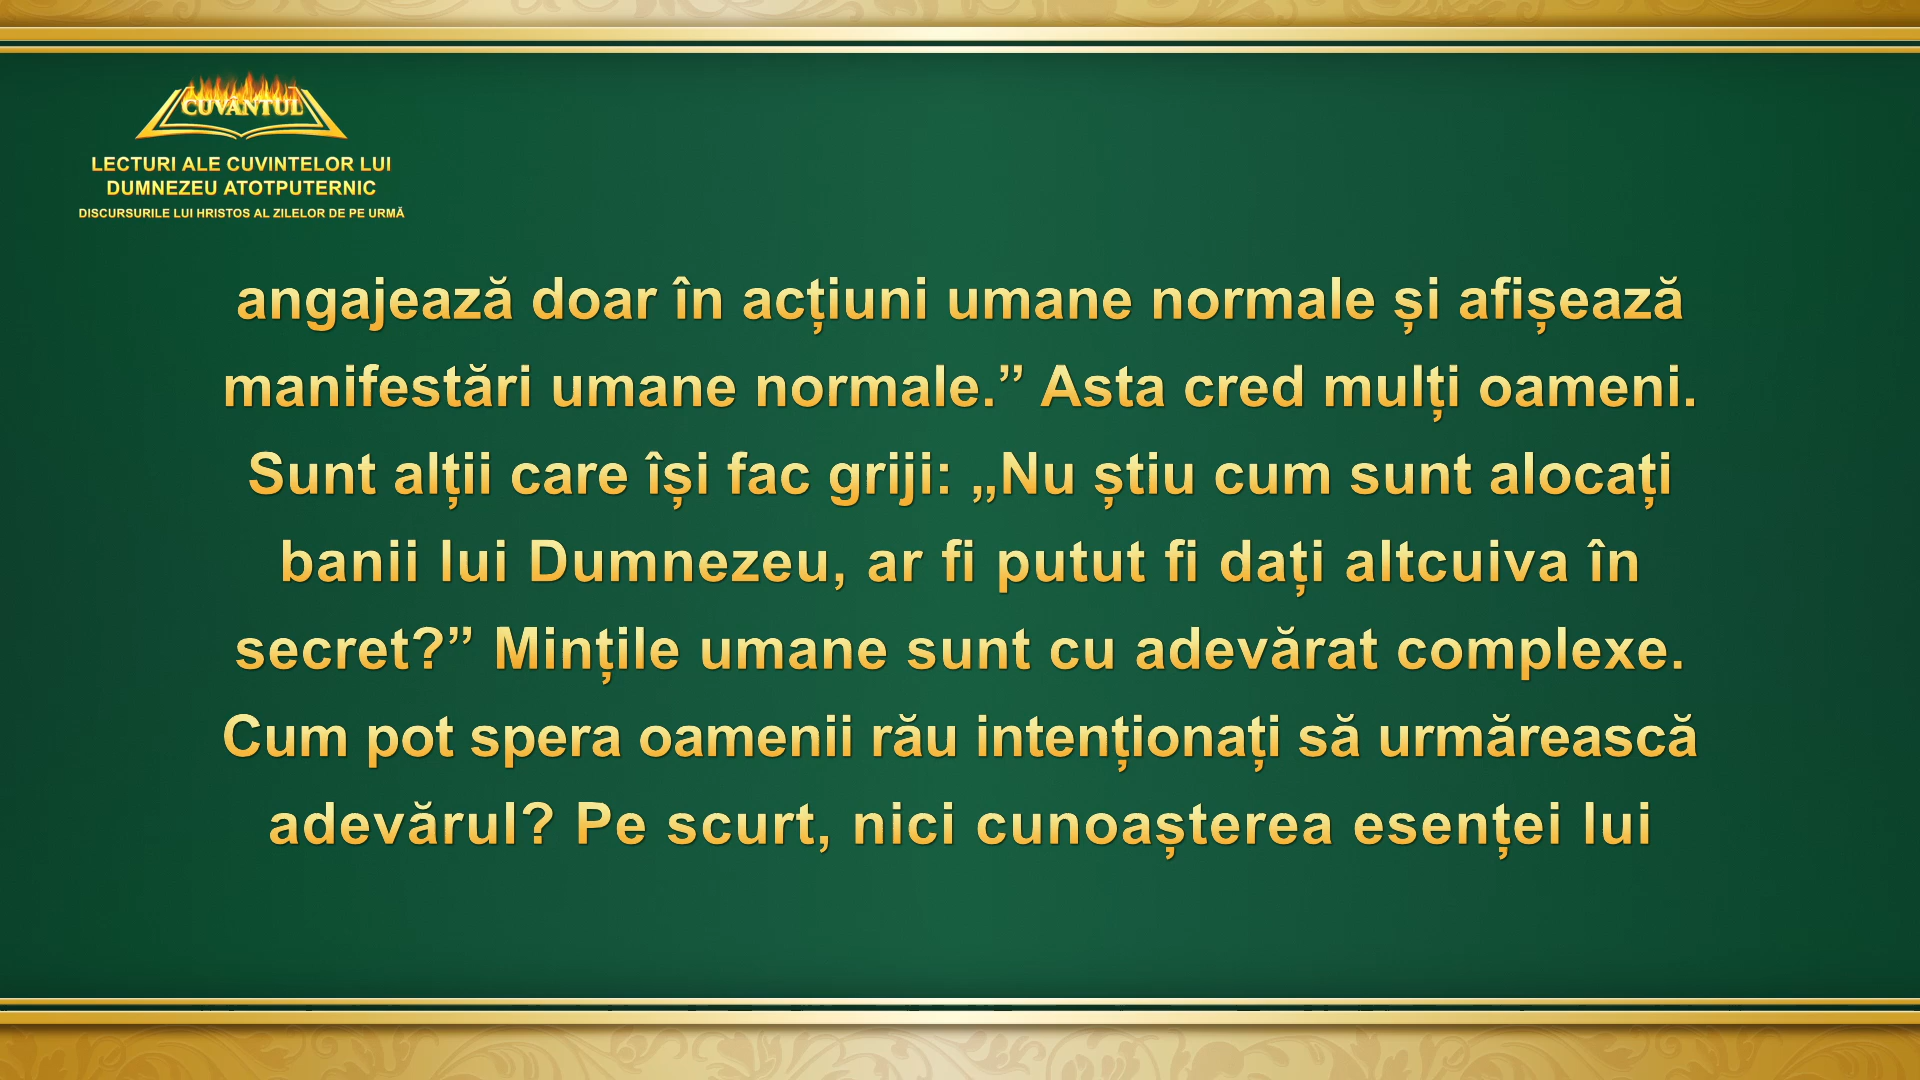 CUVÂNTUL
LECTURI ALE CUVINTELOR LUI
DUMNEZEU ATOTPUTERNIC
DISCURSURILE LUI HRISTOS AL ZILELOR DE PE URMĂ
angajează doar în acțiuni umane normale și afișează
manifestări umane normale.” Asta cred mulți oameni.
Sunt alții care își fac griji: „Nu știu cum sunt alocați
banii lui Dumnezeu, ar fi putut fi dați altcuiva în
secret?” Mințile umane sunt cu adevărat complexe.
Cum pot spera oamenii rău intenționați să urmărească
adevărul? Pe scurt, nici cunoașterea esenței lui